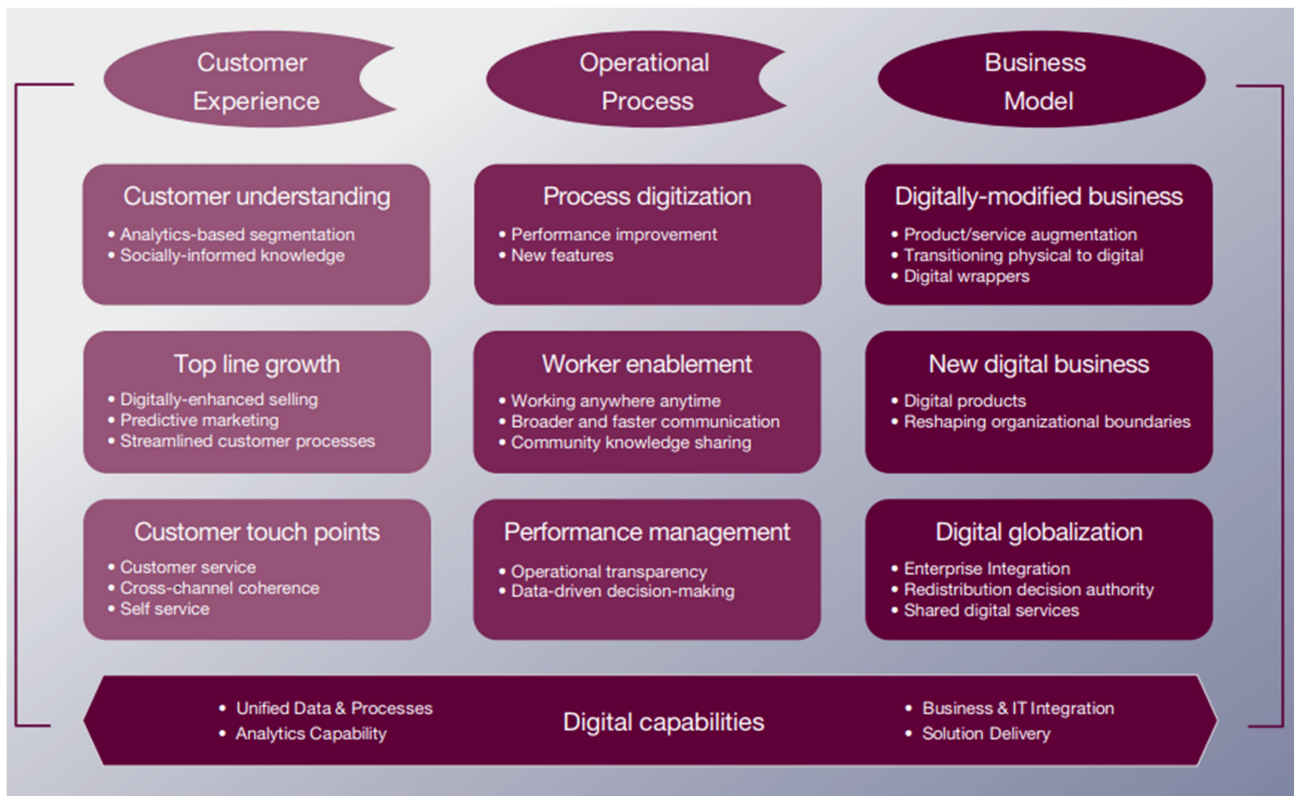 Customer
Experience
Operational
Process
Business
Model
Customer understanding
• Analytics-based segmentation
• Socially-informed knowledge
Process digitization
• Performance improvement
• New features
Digitally-modified business
• Product/service augmentation
• Transitioning physical to digital
• Digital wrappers
Top line growth
• Digitally-enhanced selling
• Predictive marketing
• Streamlined customer processes
Worker enablement
• Working anywhere anytime
• Broader and faster communication
• Community knowledge sharing
New digital business
• Digital products
• Reshaping organizational boundaries
Customer touch points
• Customer service
• Cross-channel coherence
• Self service
Performance management
• Operational transparency
• Data-driven decision-making
Digital globalization
• Enterprise Integration
• Redistribution decision authority
• Shared digital services
• Unified Data & Processes
• Analytics Capability
Digital capabilities
• Business & IT Integration
• Solution Delivery